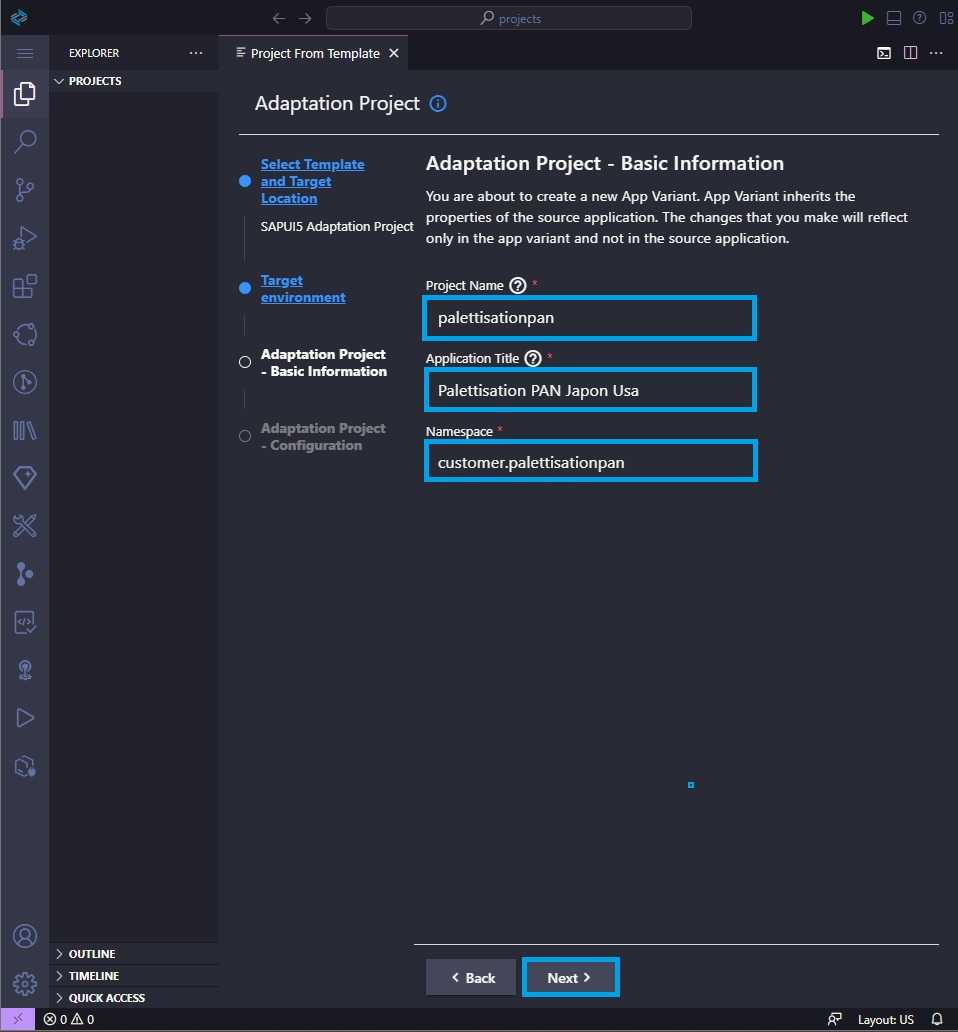 projects
EXPLORER
Project From Template
PROJECTS
Adaptation Project
Select Template
and Target
Location
SAPUI5 Adaptation Project
Target
environment
Adaptation Project
- Basic Information
Adaptation Project
- Configuration
Adaptation Project - Basic Information
You are about to create a new App Variant. App Variant inherits the
properties of the source application. The changes that you make will reflect
only in the app variant and not in the source application.
Project Name *
palettisationpan
Application Title *
Palettisation PAN Japon Usa
Namespace *
customer.palettisationpan
Back
Next
OUTLINE
TIMELINE
QUICK ACCESS
0 0
Layout: US